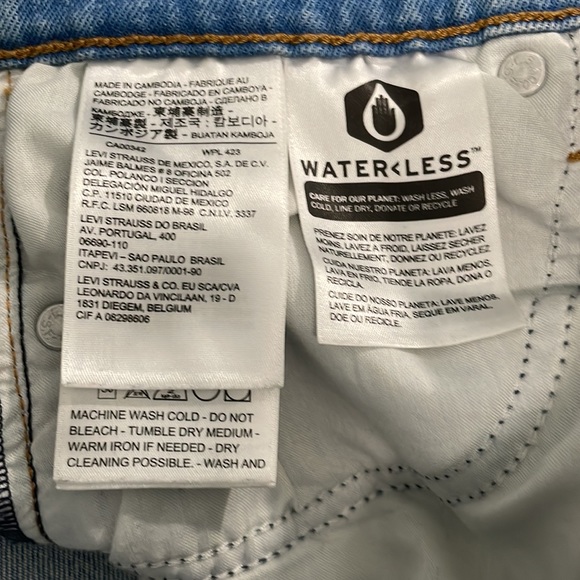 MADE IN CAMBODIA - FABRIQUE AU
CAMBODGE - FABRICADO EN CAMBOYA -
FABRICADO NO CAMBOJA - СДЕЛАНО В
КАМБОДЖЕ - 東埔寨製造 -
柬埔寨製 - 제조국: 캄보디아 -
カンボジア製 - BUATAN KAMBOJA
CA00342 WPL 423
LEVI STRAUSS DE MEXICO, S.A. DE C.V.
JAIME BALMES # 8 OFICINA 502
COL. POLANCO I SECCION
DELEGACIÓN MIGUEL HIDALGO
C.P. 11510 CIUDAD DE MEXICO
R.F.C. LSM 660618 M-98 C.N.I.V. 3337
LEVI STRAUSS DO BRASIL
AV. PORTUGAL, 400
06690-110
ITAPEVI - SAO PAULO BRASIL
CNPJ: 43.351.097/0001-90
LEVI STRAUSS & CO. EU SCA/CVA
LEONARDO DA VINCILAAN, 19 - D
1831 DIEGEM, BELGIUM
CIF A 08298606
MACHINE WASH COLD - DO NOT
BLEACH - TUMBLE DRY MEDIUM -
WARM IRON IF NEEDED - DRY
CLEANING POSSIBLE. - WASH AND
WATER<LESS™
CARE FOR OUR PLANET: WASH LESS, WASH
COLD, LINE DRY, DONATE OR RECYCLE
PRENEZ SOIN DE NOTRE PLANETE: LAVEZ
MOINS, LAVEZ A FROID, LAISSEZ SECHER
NATURELLEMENT, DONNEZ OU RECYCLEZ
CUIDA NUESTRO PLANETA: LAVA MENOS,
LAVA EN FRIO, TIENDE LA ROPA, DONA O
RECICLA.
CUIDE DO NOSSO PLANETA: LAVE MENOS,
LAVE EM ÁGUA FRIA, SEQUE EM VARAL,
DOE OU RECICLE.